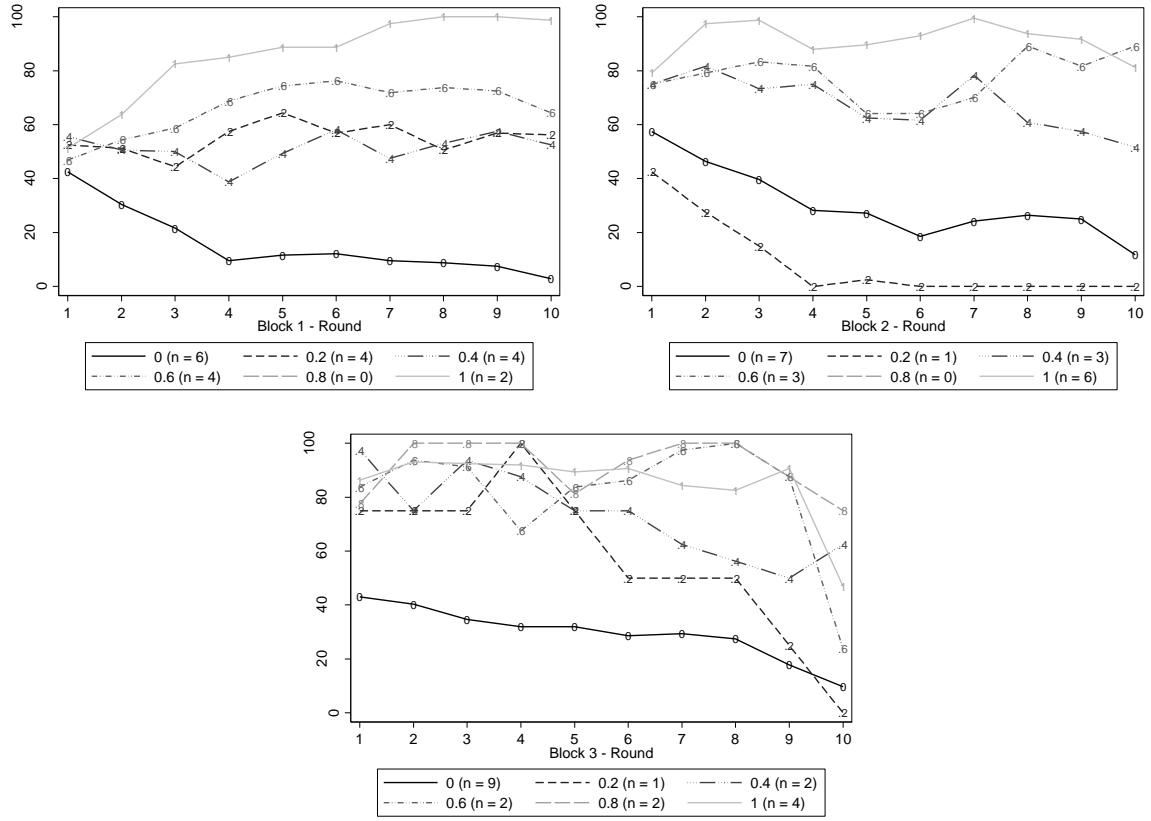 100
80
60
40
20
0
1 2 3 4 5 6 7 8 9 10
Block 1 - Round
0 (n = 6) 0.2 (n = 4) 0.4 (n = 4)
0.6 (n = 4) 0.8 (n = 0) 1 (n = 2)
100
80
60
40
20
0
1 2 3 4 5 6 7 8 9 10
Block 2 - Round
0 (n = 7) 0.2 (n = 1) 0.4 (n = 3)
0.6 (n = 3) 0.8 (n = 0) 1 (n = 6)
100
80
60
40
20
0
1 2 3 4 5 6 7 8 9 10
Block 3 - Round
0 (n = 9) 0.2 (n = 1) 0.4 (n = 2)
0.6 (n = 2) 0.8 (n = 2) 1 (n = 4)